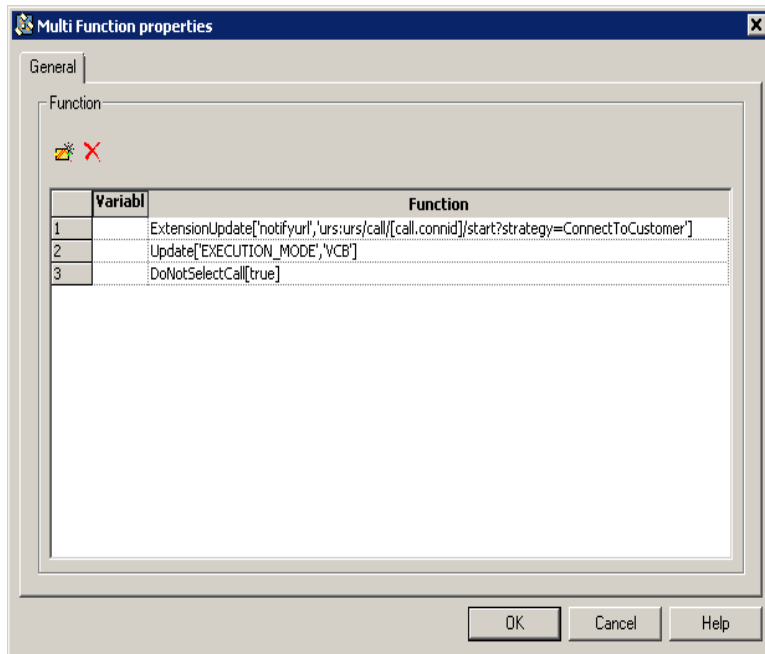 Multi Function properties
General
Function
Variabl Function
1 ExtensionUpdate['notifyurl','urs:urs/call/[call.connid]/start?strategy=ConnectToCustomer']
2 Update['EXECUTION_MODE','VCB']
3 DoNotSelectCall[true]
OK Cancel Help